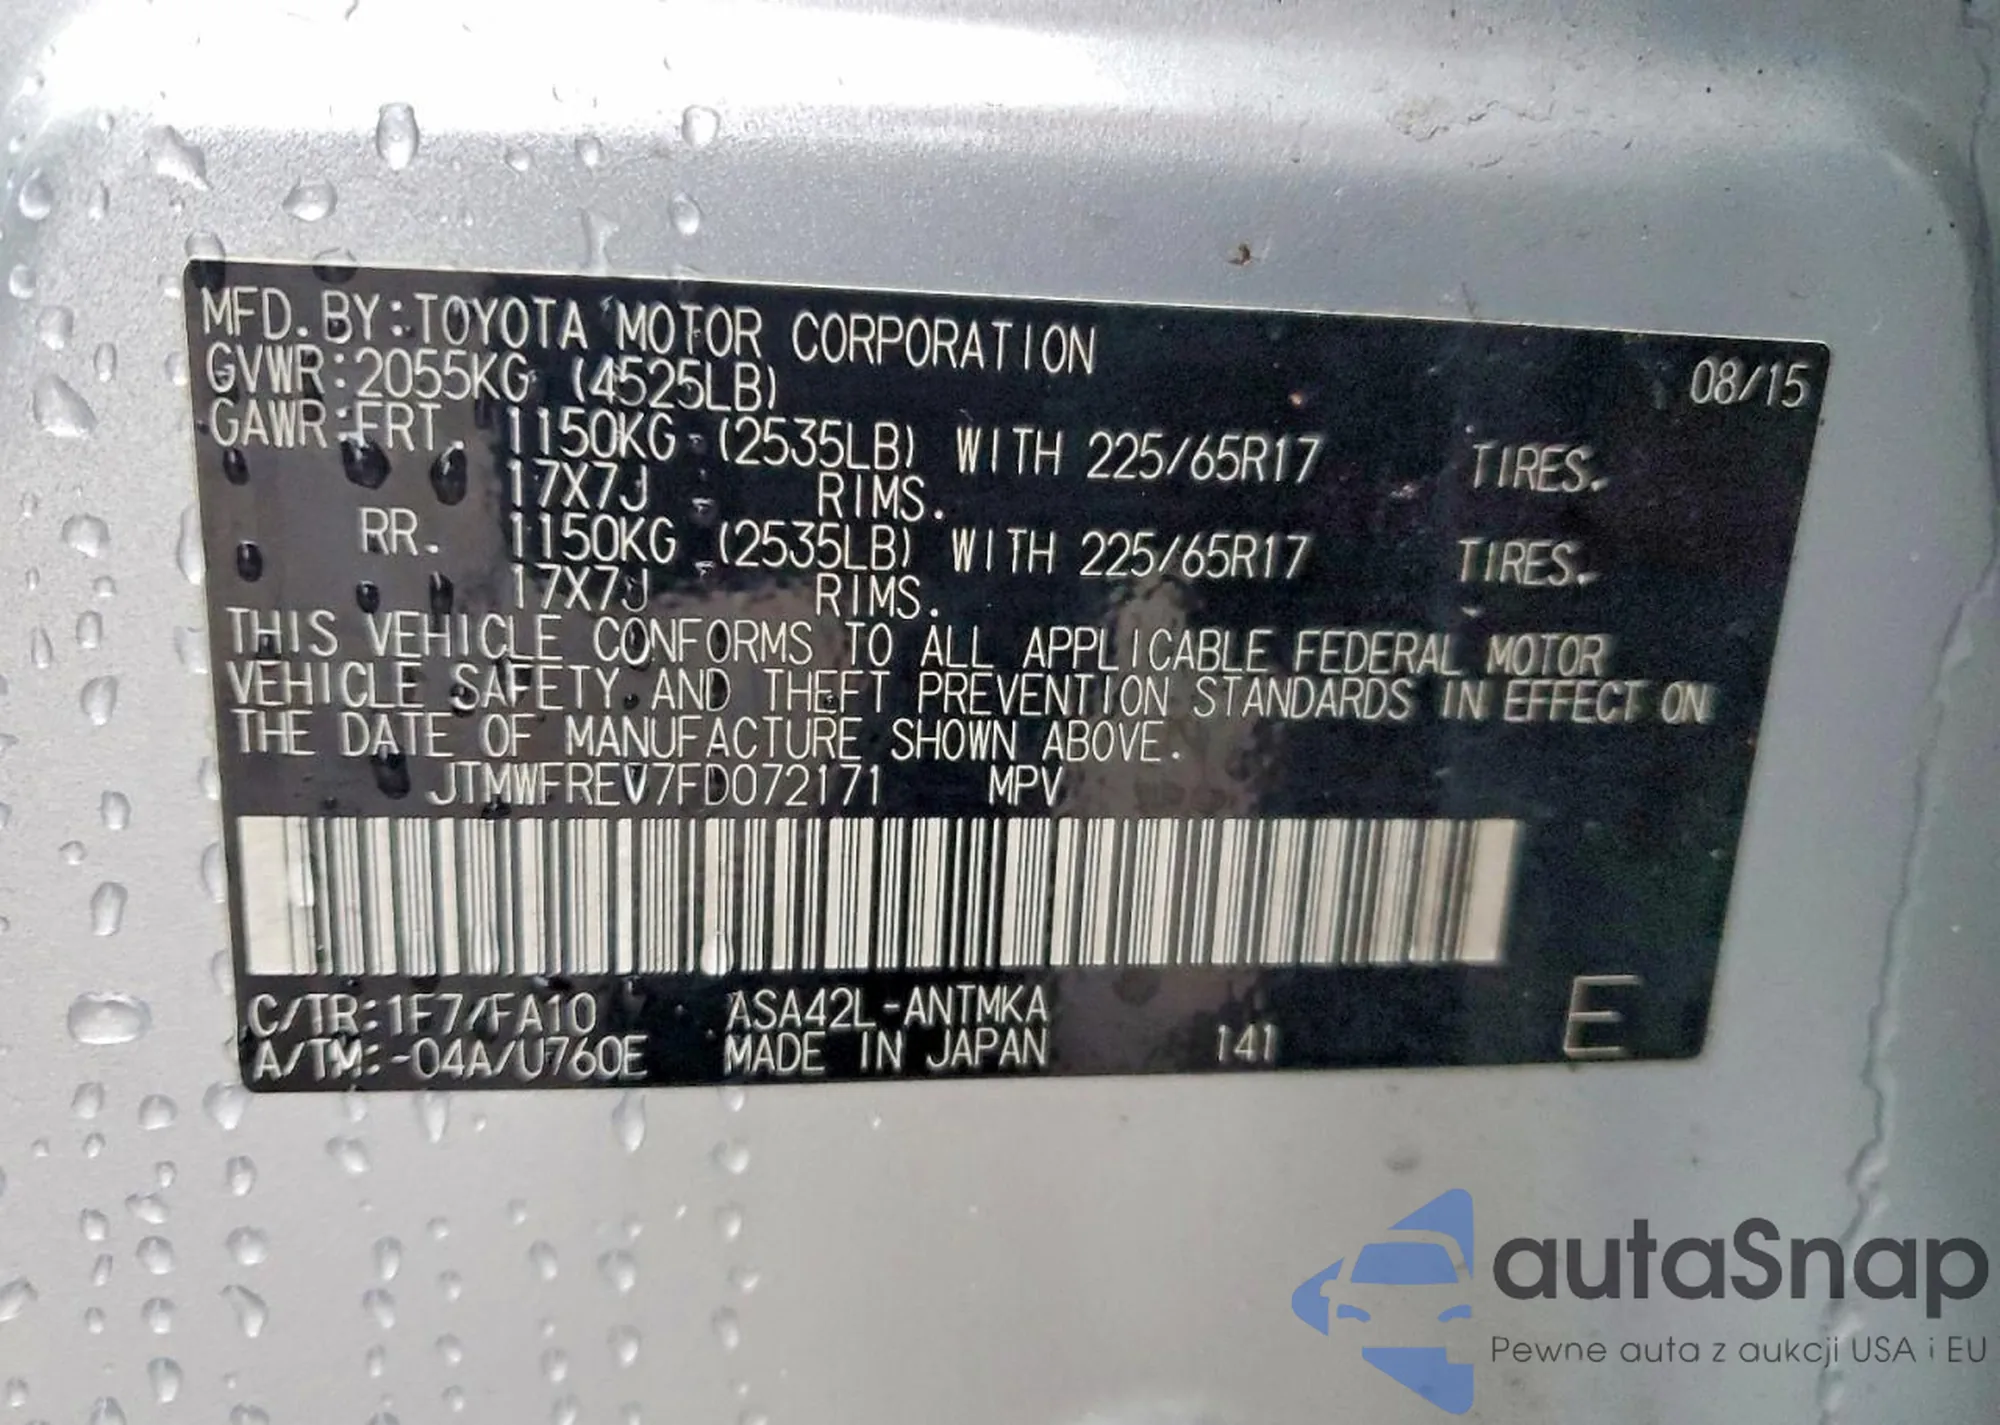 MFD. BY:TOYOTA MOTOR CORPORATION 08/15
GVWR:2055KG (4525LB)
GAWR:FRT. 1150KG (2535LB) WITH 225/65R17 TIRES.
17X7J RIMS.
RR. 1150KG (2535LB) WITH 225/65R17 TIRES.
17X7J RIMS.
THIS VEHICLE CONFORMS TO ALL APPLICABLE FEDERAL MOTOR
VEHICLE SAFETY AND THEFT PREVENTION STANDARDS IN EFFECT ON
THE DATE OF MANUFACTURE SHOWN ABOVE.
JTMWFREV7FD072171 MPV
C/TR:1F7/FA10 ASA42L-ANTMKA
A/TM:-04A/U760E MADE IN JAPAN 141 E
autaSnap
Pewne auta z aukcji USA i EU